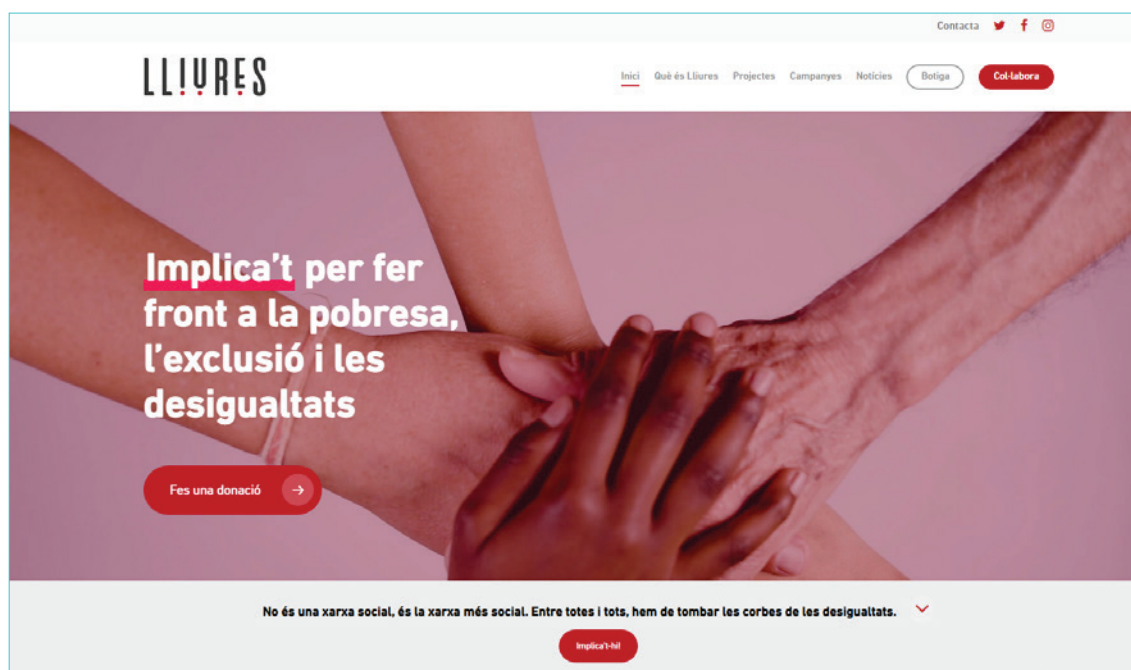 Contacta
LLIURES
Inici Què és Lliures Projectes Campanyes Notícies Botiga Col·labora
Implica't per fer
front a la pobresa,
l'exclusió i les
desigualtats
Fes una donació
No és una xarxa social, és la xarxa més social. Entre totes i tots, hem de tombar les corbes de les desigualtats.
Implica't-hi!